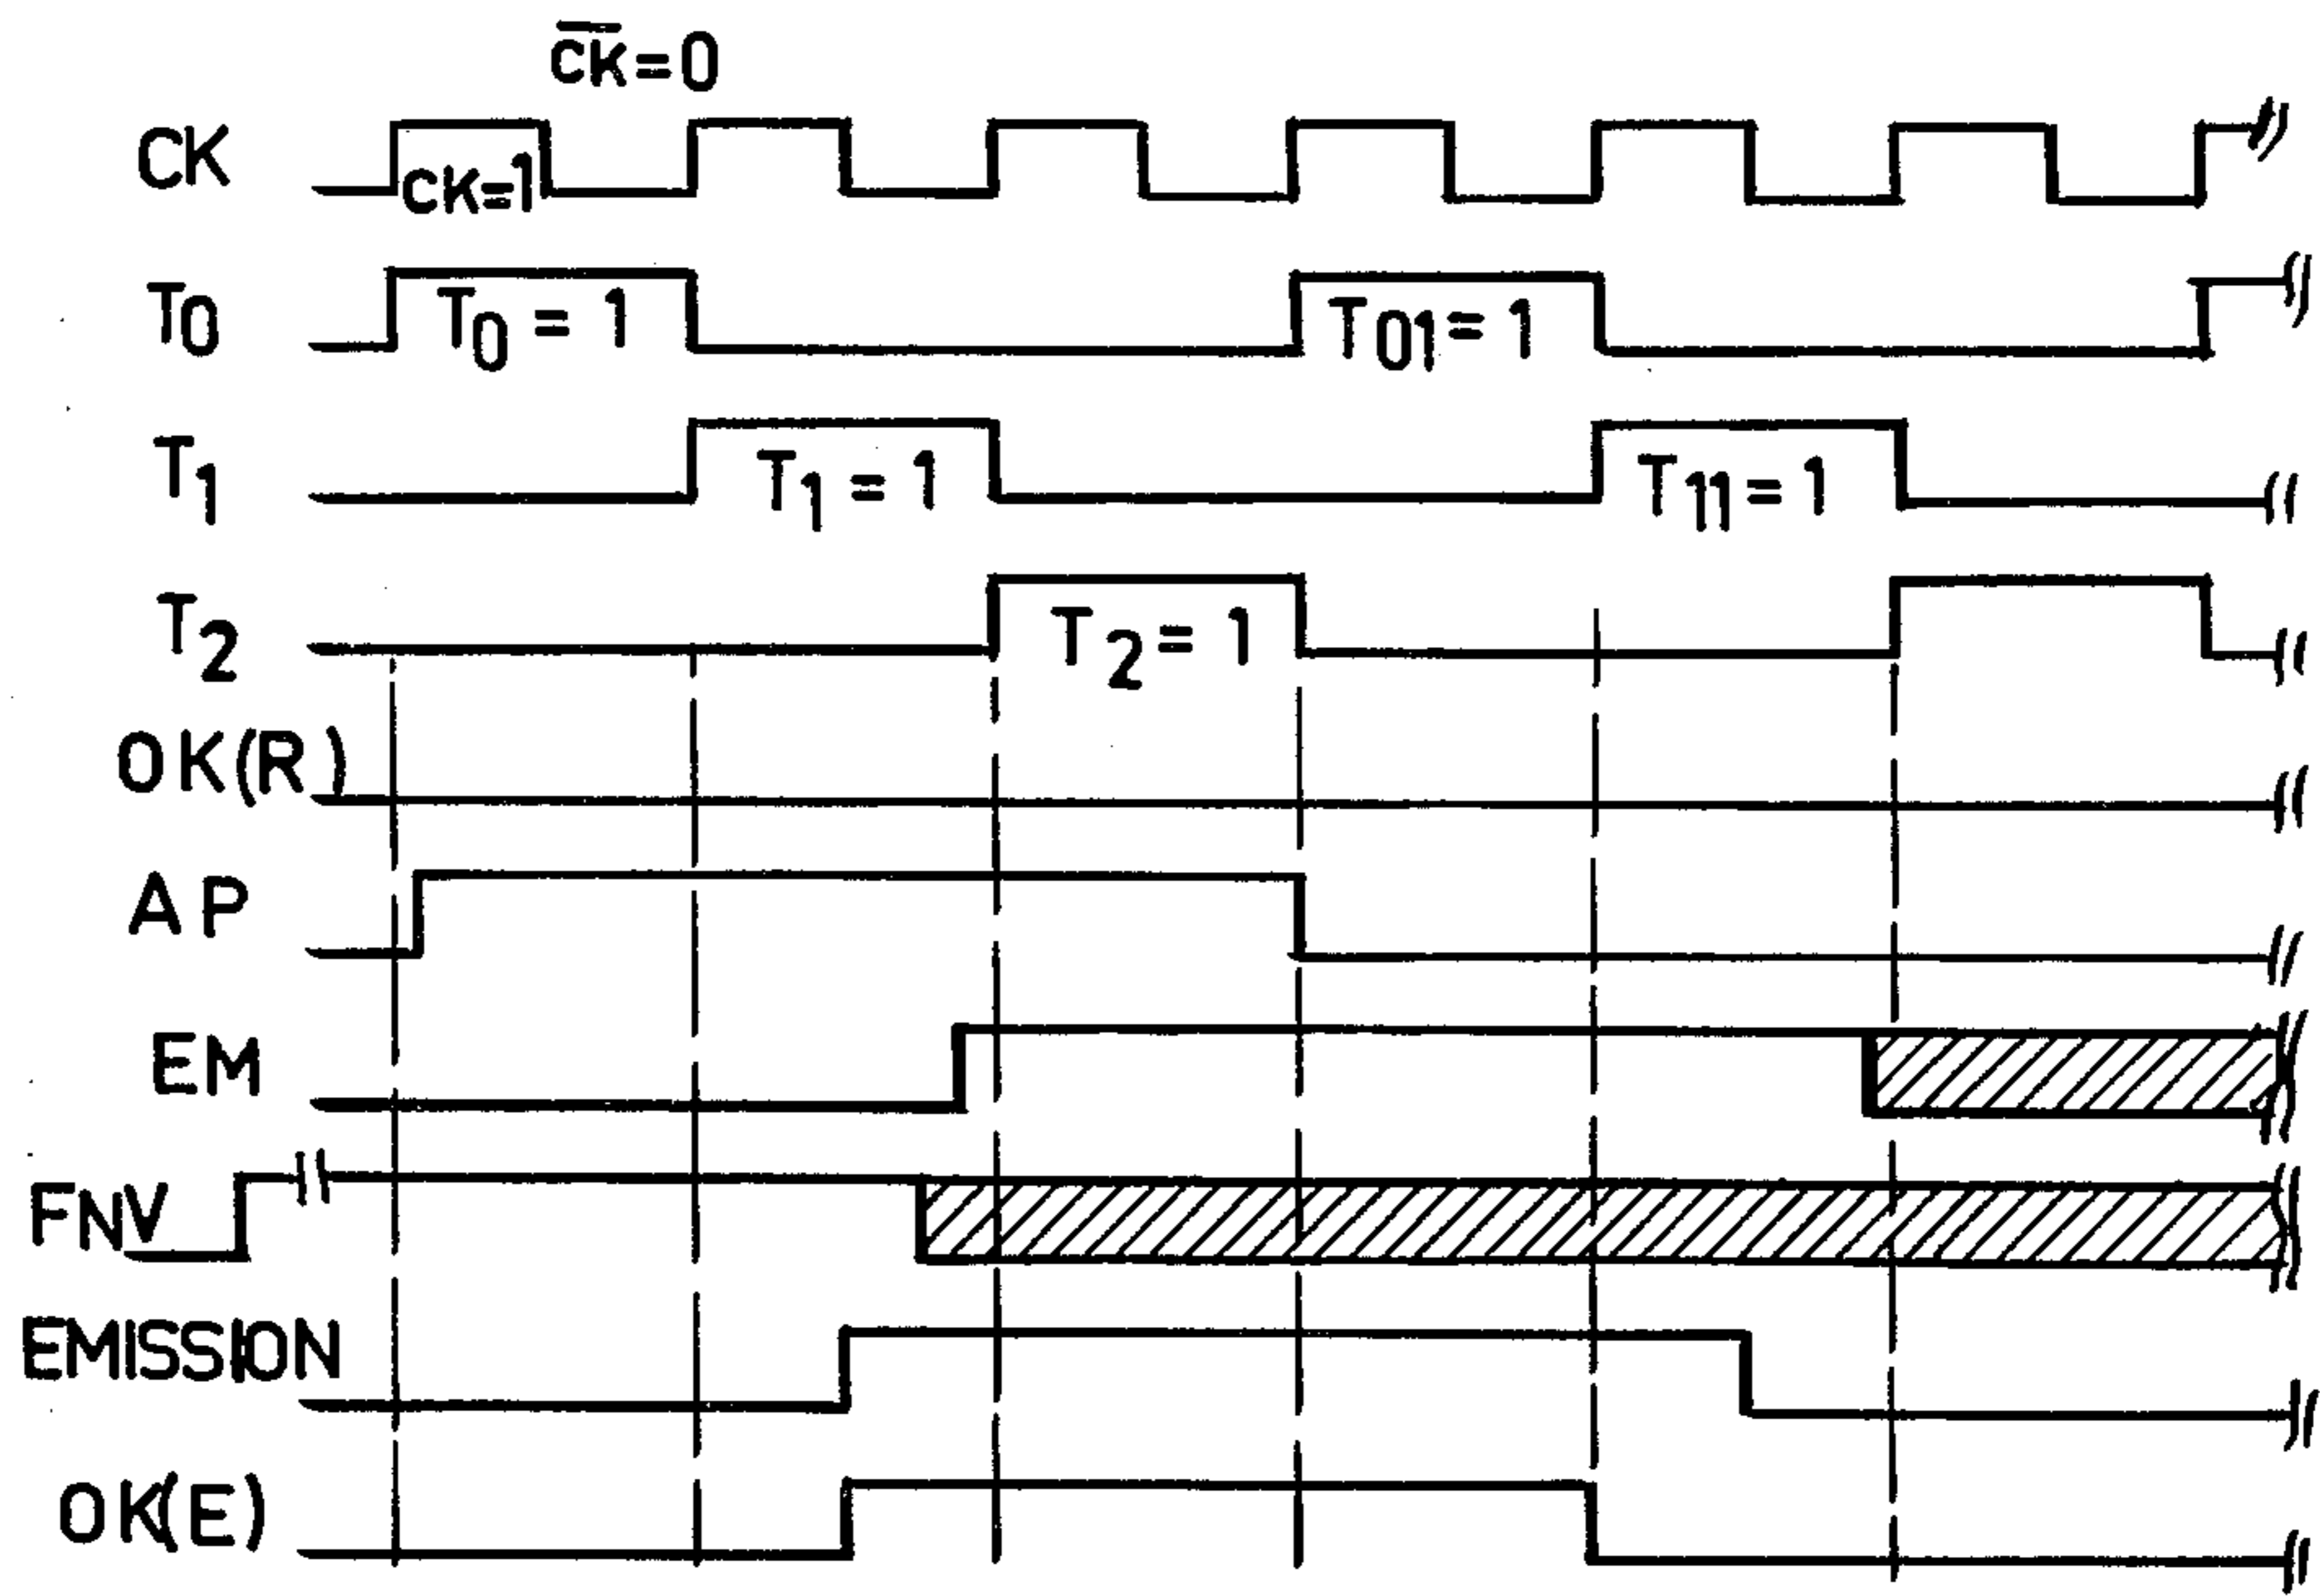 C̅K̅=0
CK
CK=1
T0
T0 = 1
T01= 1
T1
T1 = 1
T11= 1
T2
T2= 1
OK(R)
AP
EM
FNV
EMISSION
OK(E)